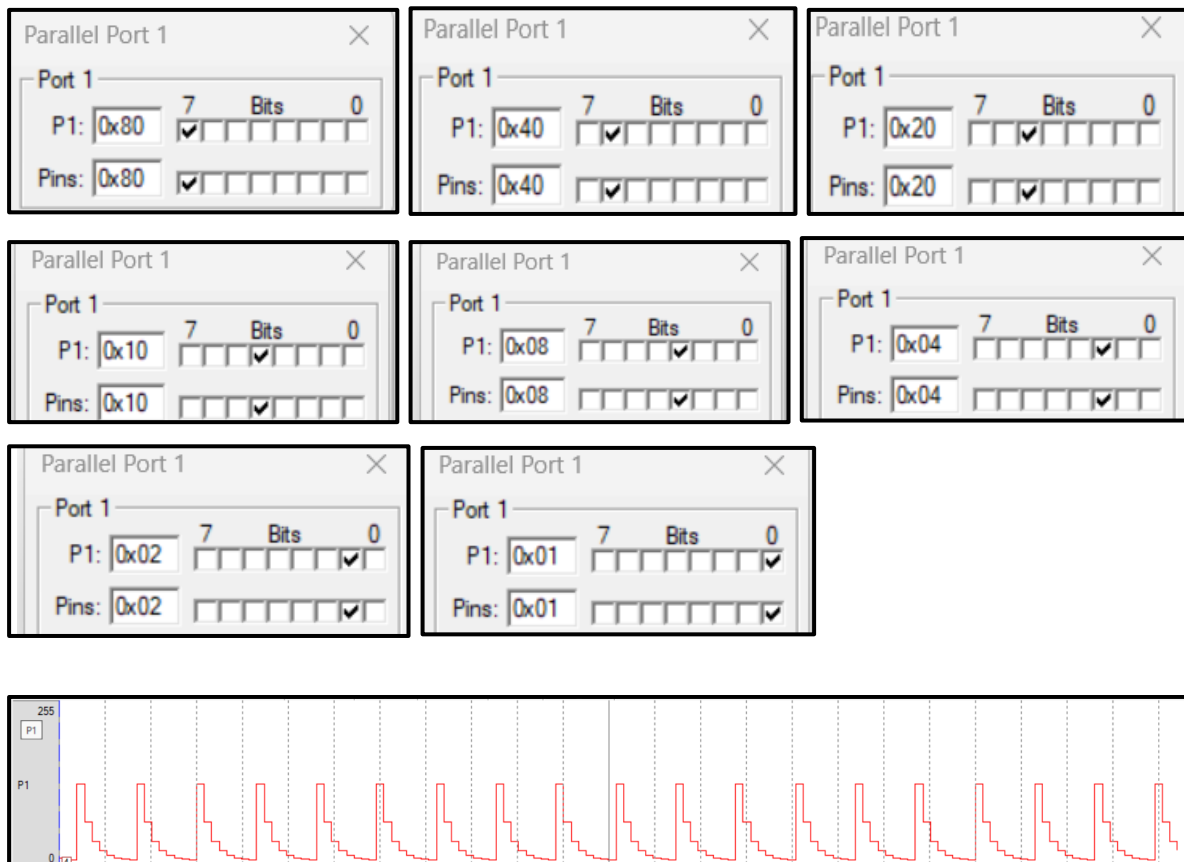 Parallel Port 1
Port 1
7 Bits 0
P1: 0x80
Pins: 0x80
Parallel Port 1
Port 1
7 Bits 0
P1: 0x40
Pins: 0x40
Parallel Port 1
Port 1
7 Bits 0
P1: 0x20
Pins: 0x20
Parallel Port 1
Port 1
7 Bits 0
P1: 0x10
Pins: 0x10
Parallel Port 1
Port 1
7 Bits 0
P1: 0x08
Pins: 0x08
Parallel Port 1
Port 1
7 Bits 0
P1: 0x04
Pins: 0x04
Parallel Port 1
Port 1
7 Bits 0
P1: 0x02
Pins: 0x02
Parallel Port 1
Port 1
7 Bits 0
P1: 0x01
Pins: 0x01
255
P1
P1
0